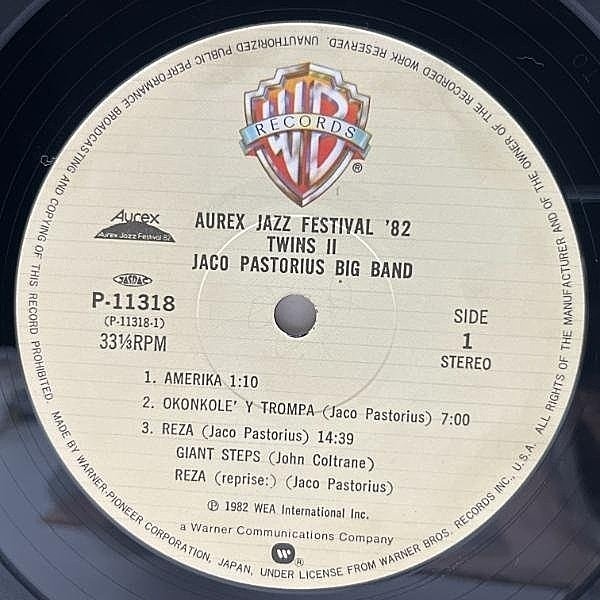 WB
RECORDS
®
Aurex
Aurex Jazz Festival '82
AUREX JAZZ FESTIVAL '82
TWINS II
JACO PASTORIUS BIG BAND
JASRAC
P-11318
(P-11318-1)
33⅓RPM
SIDE
1
STEREO
1. AMERIKA 1:10
2. OKONKOLE' Y TROMPA (Jaco Pastorius) 7:00
3. REZA (Jaco Pastorius) 14:39
GIANT STEPS (John Coltrane)
REZA (reprise:) (Jaco Pastorius)
Ⓟ 1982 WEA International Inc.
a Warner Communications Company
W®
MADE BY WARNER-PIONEER CORPORATION, JAPAN, UNDER LICENSE FROM WARNER BROS. RECORDS INC., U.S.A. ALL RIGHTS OF THE MANUFACTURER AND OF THE OWNER OF THE RECORDED WORK RESERVED. UNAUTHORIZED PUBLIC PERFORMANCE BROADCASTING AND COPYING OF THIS RECORD PROHIBITED.